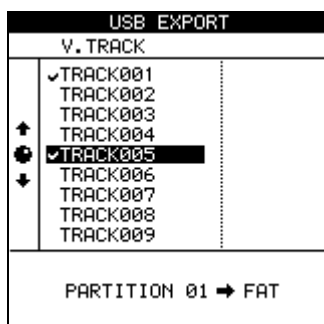 USB EXPORT
V.TRACK
✓TRACK001
TRACK002
TRACK003
TRACK004
✓TRACK005
TRACK006
TRACK007
TRACK008
TRACK009
PARTITION 01 ➡ FAT